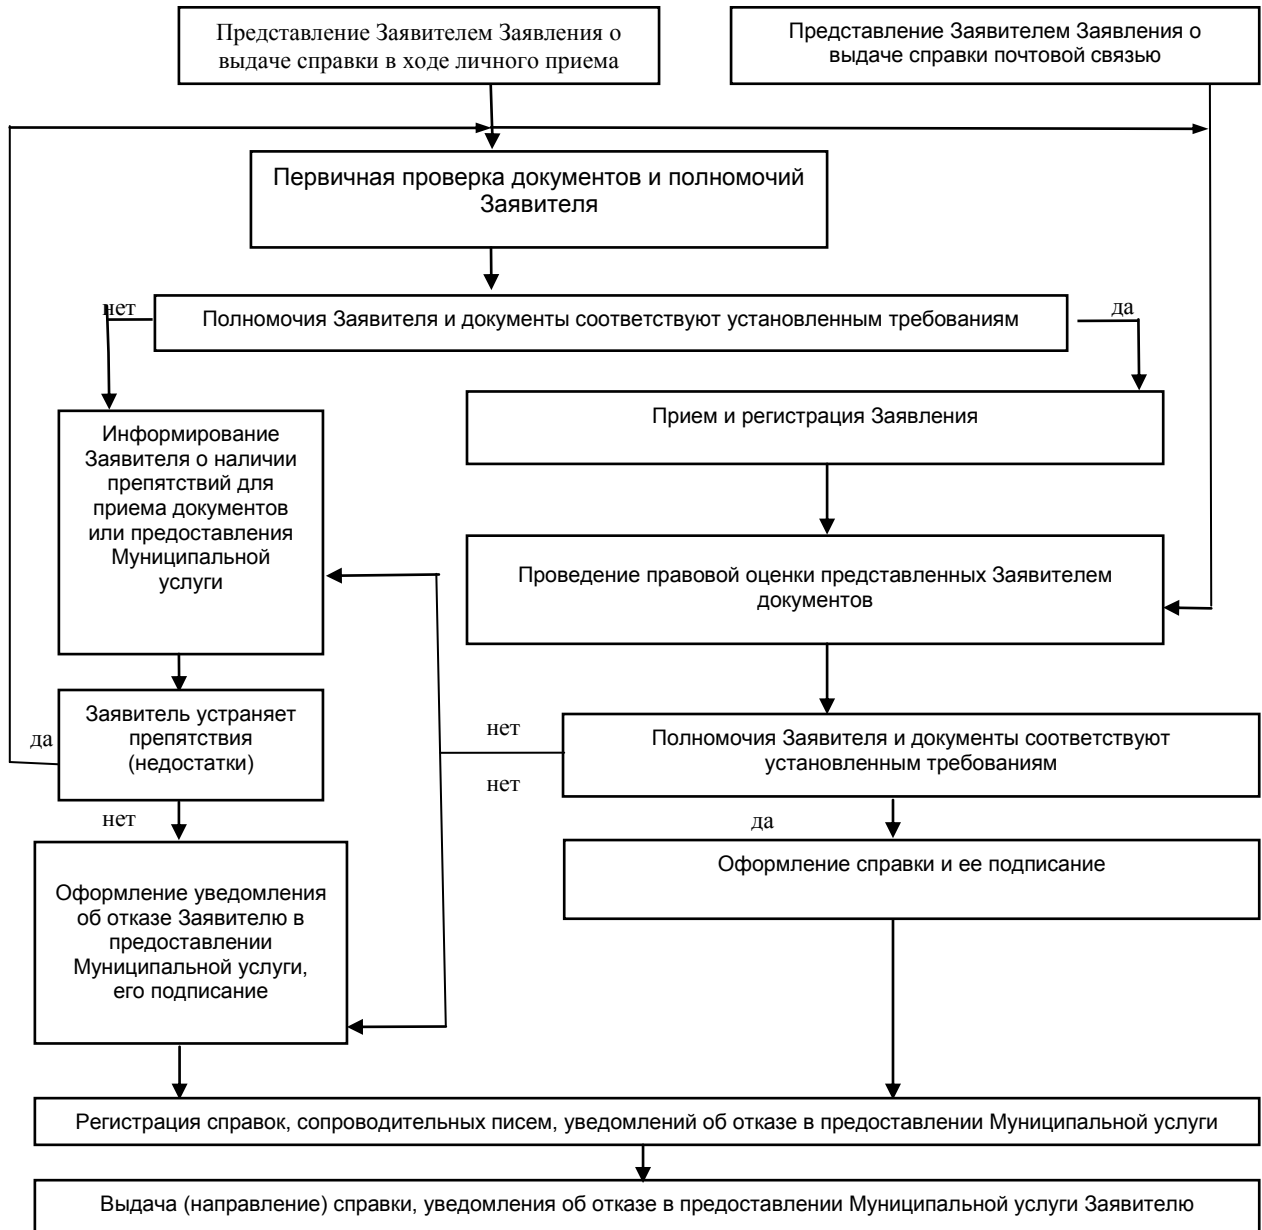 Представление Заявителем Заявления о
выдаче справки в ходе личного приема
Представление Заявителем Заявления о
выдаче справки почтовой связью
Первичная проверка документов и полномочий
Заявителя
нет
Полномочия Заявителя и документы соответствуют установленным требованиям
да
Информирование
Заявителя о наличии
препятствий для
приема документов
или предоставления
Муниципальной
услуги
Прием и регистрация Заявления
Проведение правовой оценки представленных Заявителем
документов
да
Заявитель устраняет
препятствия
(недостатки)
нет
нет
Полномочия Заявителя и документы соответствуют
установленным требованиям
нет
да
Оформление уведомления
об отказе Заявителю в
предоставлении
Муниципальной услуги,
его подписание
Оформление справки и ее подписание
Регистрация справок, сопроводительных писем, уведомлений об отказе в предоставлении Муниципальной услуги
Выдача (направление) справки, уведомления об отказе в предоставлении Муниципальной услуги Заявителю